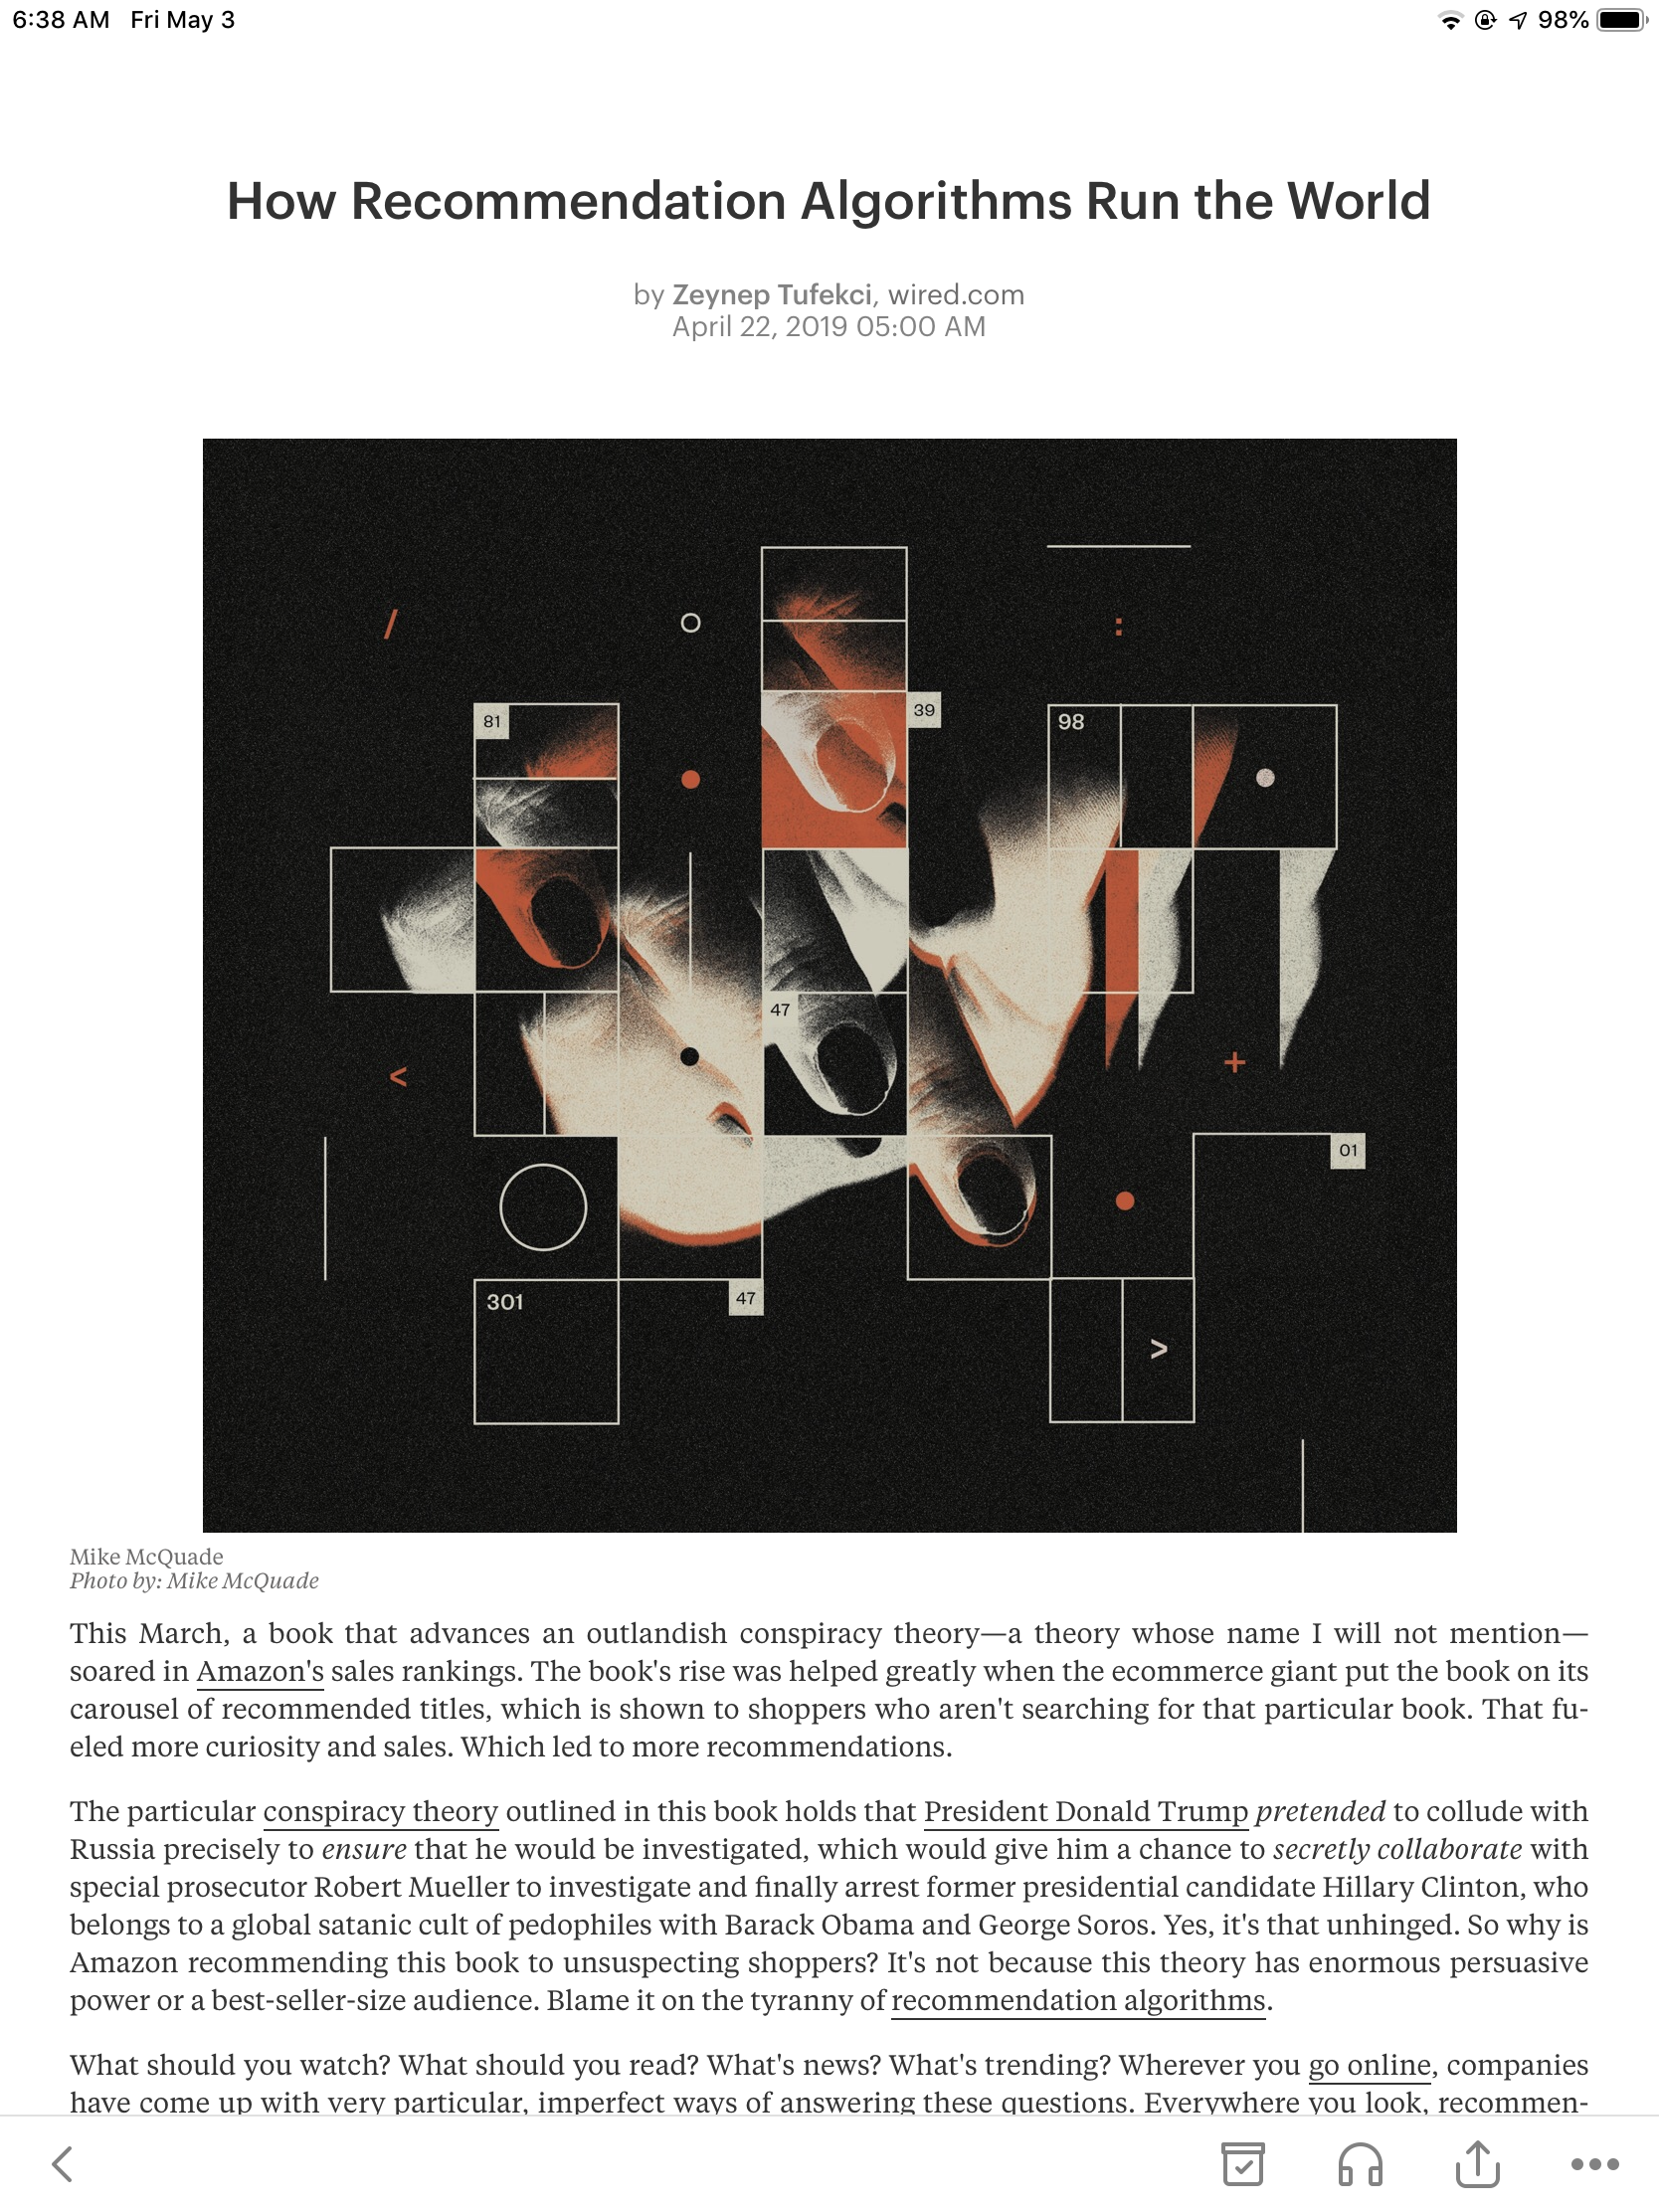 6:38 AM Fri May 3
98%
How Recommendation Algorithms Run the World
by Zeynep Tufekci, wired.com
April 22, 2019 05:00 AM
/
:
81
39
98
47
<
+
01
301
47
>
Mike McQuade
Photo by: Mike McQuade
This March, a book that advances an outlandish conspiracy theory—a theory whose name I will not mention—
soared in Amazon's sales rankings. The book's rise was helped greatly when the ecommerce giant put the book on its
carousel of recommended titles, which is shown to shoppers who aren't searching for that particular book. That fu-
eled more curiosity and sales. Which led to more recommendations.
The particular conspiracy theory outlined in this book holds that President Donald Trump pretended to collude with
Russia precisely to ensure that he would be investigated, which would give him a chance to secretly collaborate with
special prosecutor Robert Mueller to investigate and finally arrest former presidential candidate Hillary Clinton, who
belongs to a global satanic cult of pedophiles with Barack Obama and George Soros. Yes, it's that unhinged. So why is
Amazon recommending this book to unsuspecting shoppers? It's not because this theory has enormous persuasive
power or a best-seller-size audience. Blame it on the tyranny of recommendation algorithms.
What should you watch? What should you read? What's news? What's trending? Wherever you go online, companies
have come up with very particular, imperfect ways of answering these questions. Everywhere you look, recommen-